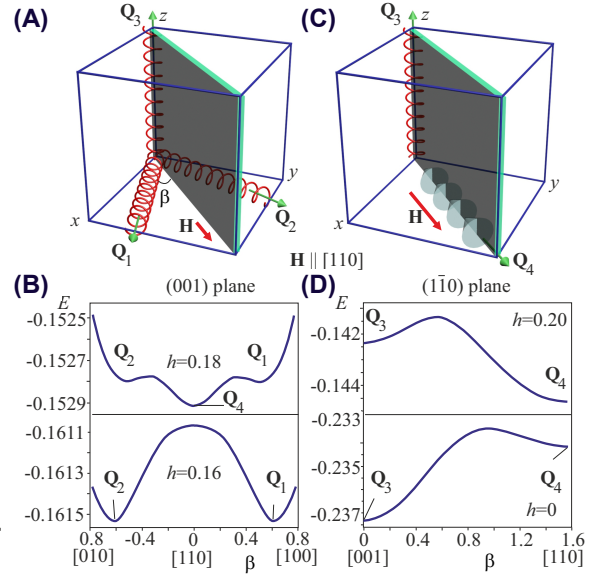 (A)
Q3
z
y
x
β
H
Q1
Q2
(C)
Q3
z
y
x
H
Q4
H || [110]
(B)
E
(001) plane
-0.1525
-0.1527
-0.1529
-0.1611
-0.1613
-0.1615
Q2
h=0.18
Q1
Q4
h=0.16
Q2
Q1
0.8
-0.4
0
0.4
0.8
[010]
[110]
β
[100]
(D)
E
(11̅0) plane
-0.142
-0.144
-0.233
-0.235
-0.237
Q3
h=0.20
Q4
Q3
Q4
h=0
0
0.4
0.8
1.2
1.6
[001]
β
[110]